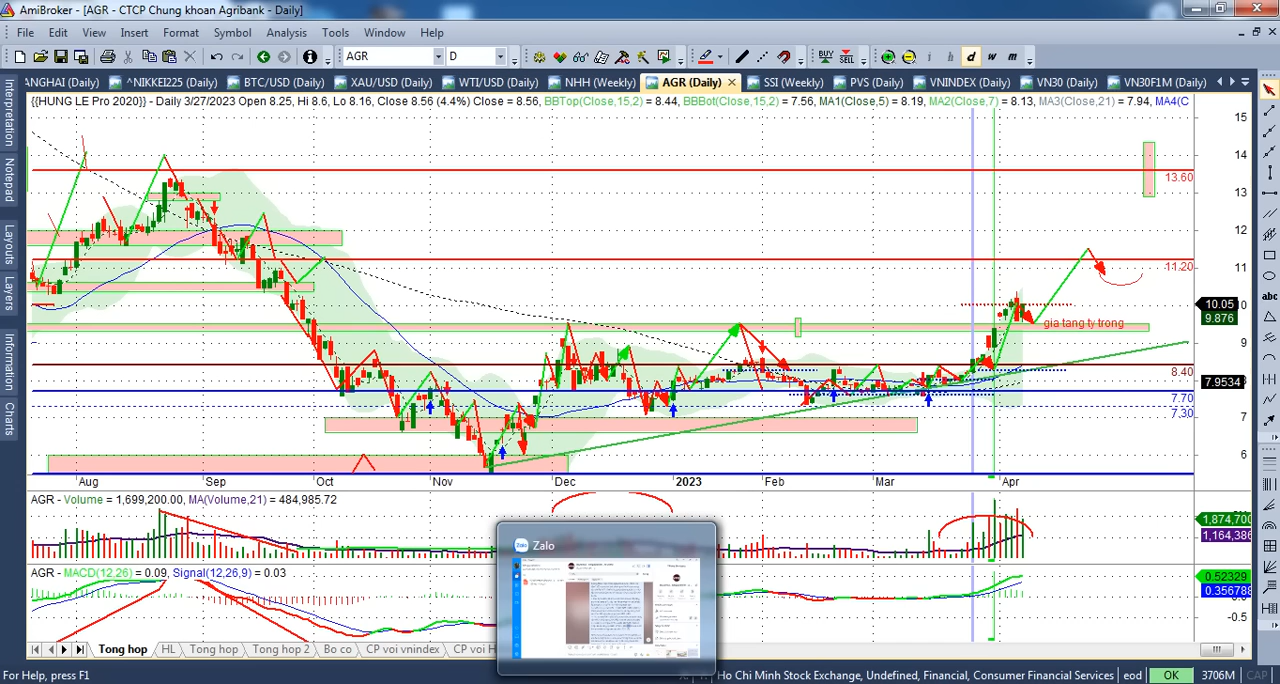 AmiBroker - [AGR - CTCP Chung khoan Agribank - Daily]
File Edit View Insert Format Symbol Analysis Tools Window Help
AGR D BUY SELL i h d w m
ANGHAI (Daily) ^NIKKEI225 (Daily) BTC/USD (Daily) XAU/USD (Daily) WTI/USD (Daily) NHH (Weekly) AGR (Daily) SSI (Weekly) PVS (Daily) VNINDEX (Daily) VN30 (Daily) VN30F1M (Daily)
{{HUNG LE Pro 2020}} - Daily 3/27/2023 Open 8.25, Hi 8.6, Lo 8.16, Close 8.56 (4.4%) Close = 8.56, BBTop(Close,15,2) = 8.44, BBBot(Close,15,2) = 7.56, MA1(Close,5) = 8.19, MA2(Close,7) = 8.13, MA3(Close,21) = 7.94, MA4(C
Interpretation
Notepad
Layouts
Layers
Information
Charts
abc
15
14
13.60
13
12
11.20
11
10.05
10
9.876
gia tang ty trong
9
8.40
7.9534
7.70
7.30
7
6
Aug Sep Oct Nov Dec 2023 Feb Mar Apr
AGR - Volume = 1,699,200.00, MA(Volume,21) = 484,985.72
1,874,700
1,164,386
AGR - MACD(12,26) = 0.09, Signal(12,26,9) = 0.03
0.52329
0.356788
-0.5
Zalo
Zalo
Tong hop Tong hop 2 Bo co CP voi vnindex
For Help, press F1
Ho Chi Minh Stock Exchange, Undefined, Financial, Consumer Financial Services eod OK 3706M CAP